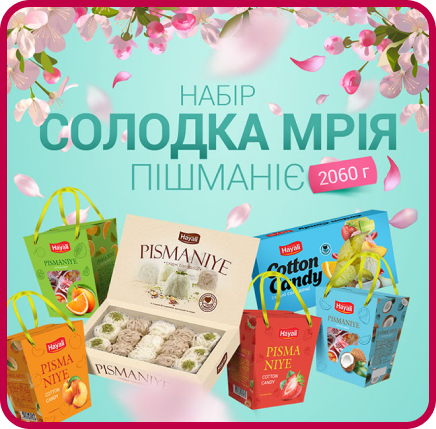 НАБІР
СОЛОДКА МРІЯ
ПІШМАНІЄ
2060 г
Hayali
PISMANIYE
Hayali
PISMANIYE
Hayali
Cotton
Candy
Hayali
PISMANIYE
Hayali
PISMA
NIYE
COTTON
CANDY
Hayali
PISMA
NIYE
COTTON
CANDY